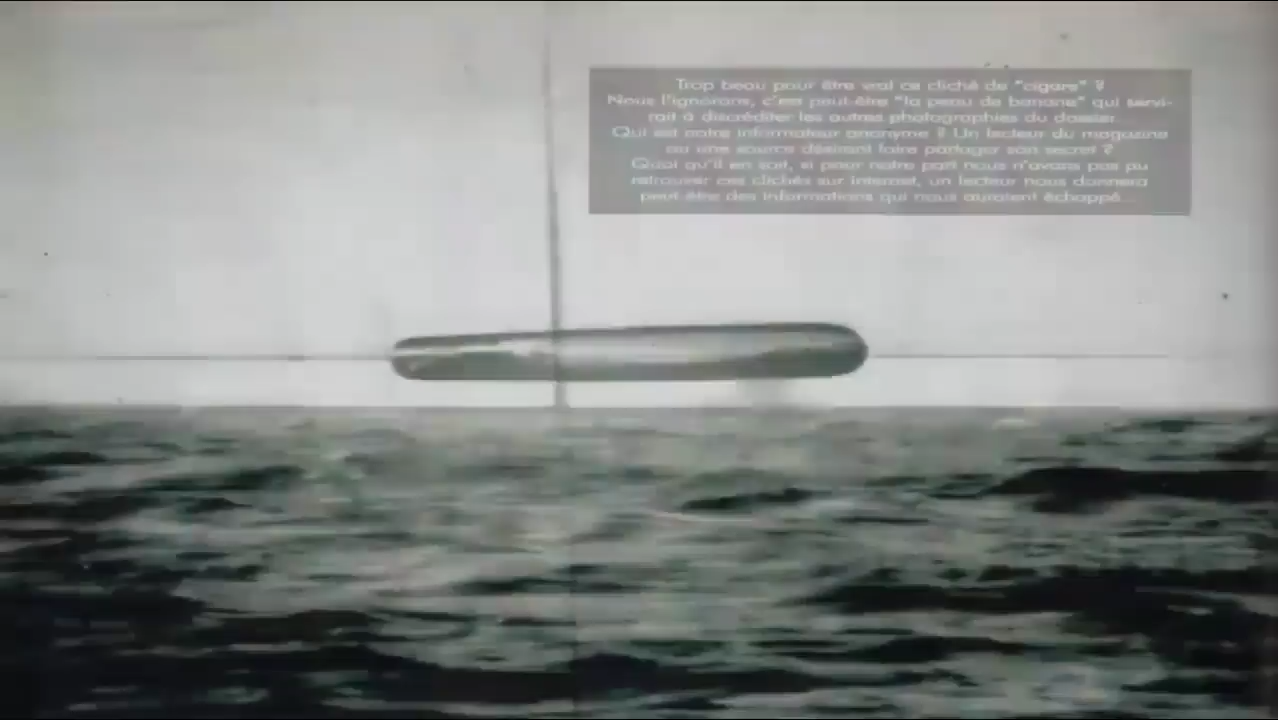 Trop beau pour être vrai ce cliché de "cigare" ?
Nous l'ignorons, c'est peut-être "la peau de banane" qui servi-
rait à discréditer les autres photographies du dossier...
Qui est notre informateur anonyme ? Un lecteur du magazine
ou une source désirant faire partager son secret ?
Quoi qu'il en soit, si pour notre part nous n'avons pas pu
retrouver ces clichés sur internet, un lecteur nous donnera
peut être des informations qui nous auraient échappé...